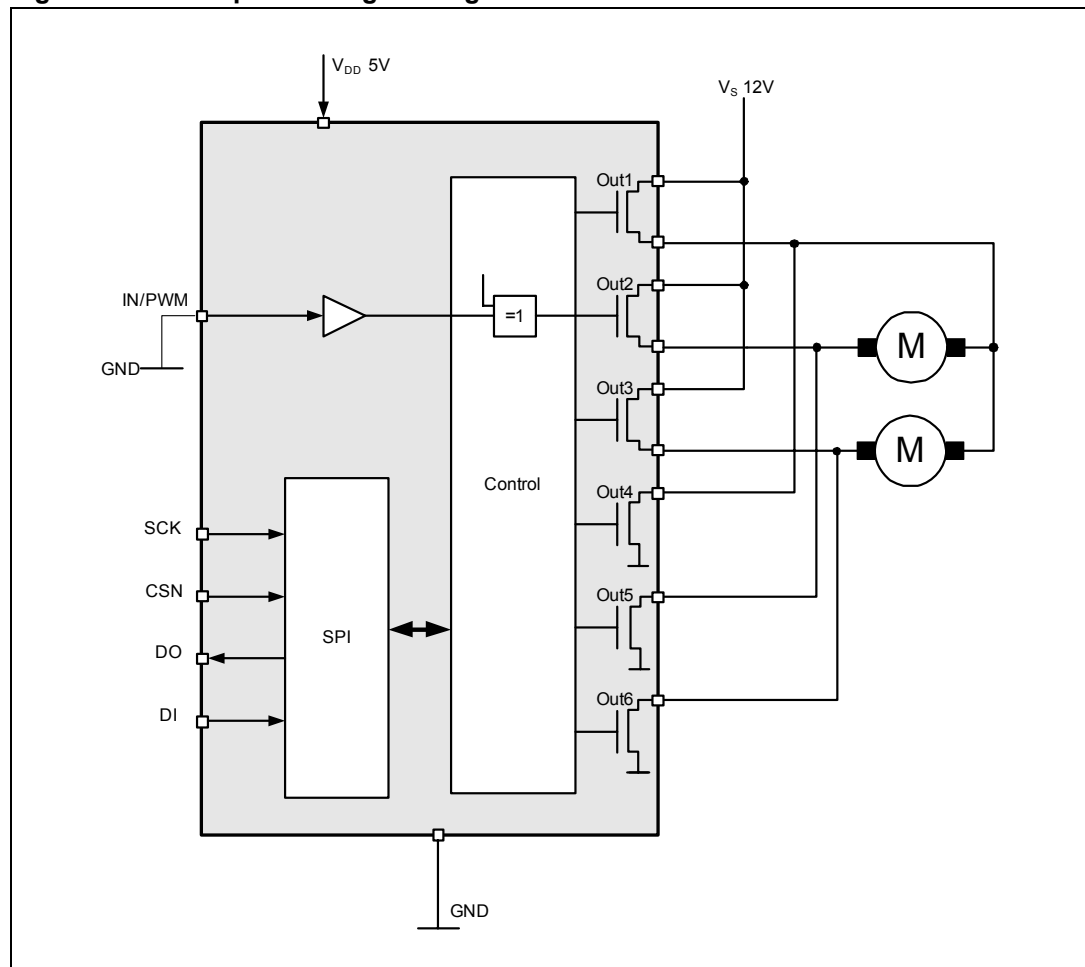 V_DD 5V
V_S 12V
Out1
IN/PWM
Out2
=1
GND
M
Out3
M
Control
Out4
SCK
CSN
Out5
SPI
DO
Out6
DI
GND